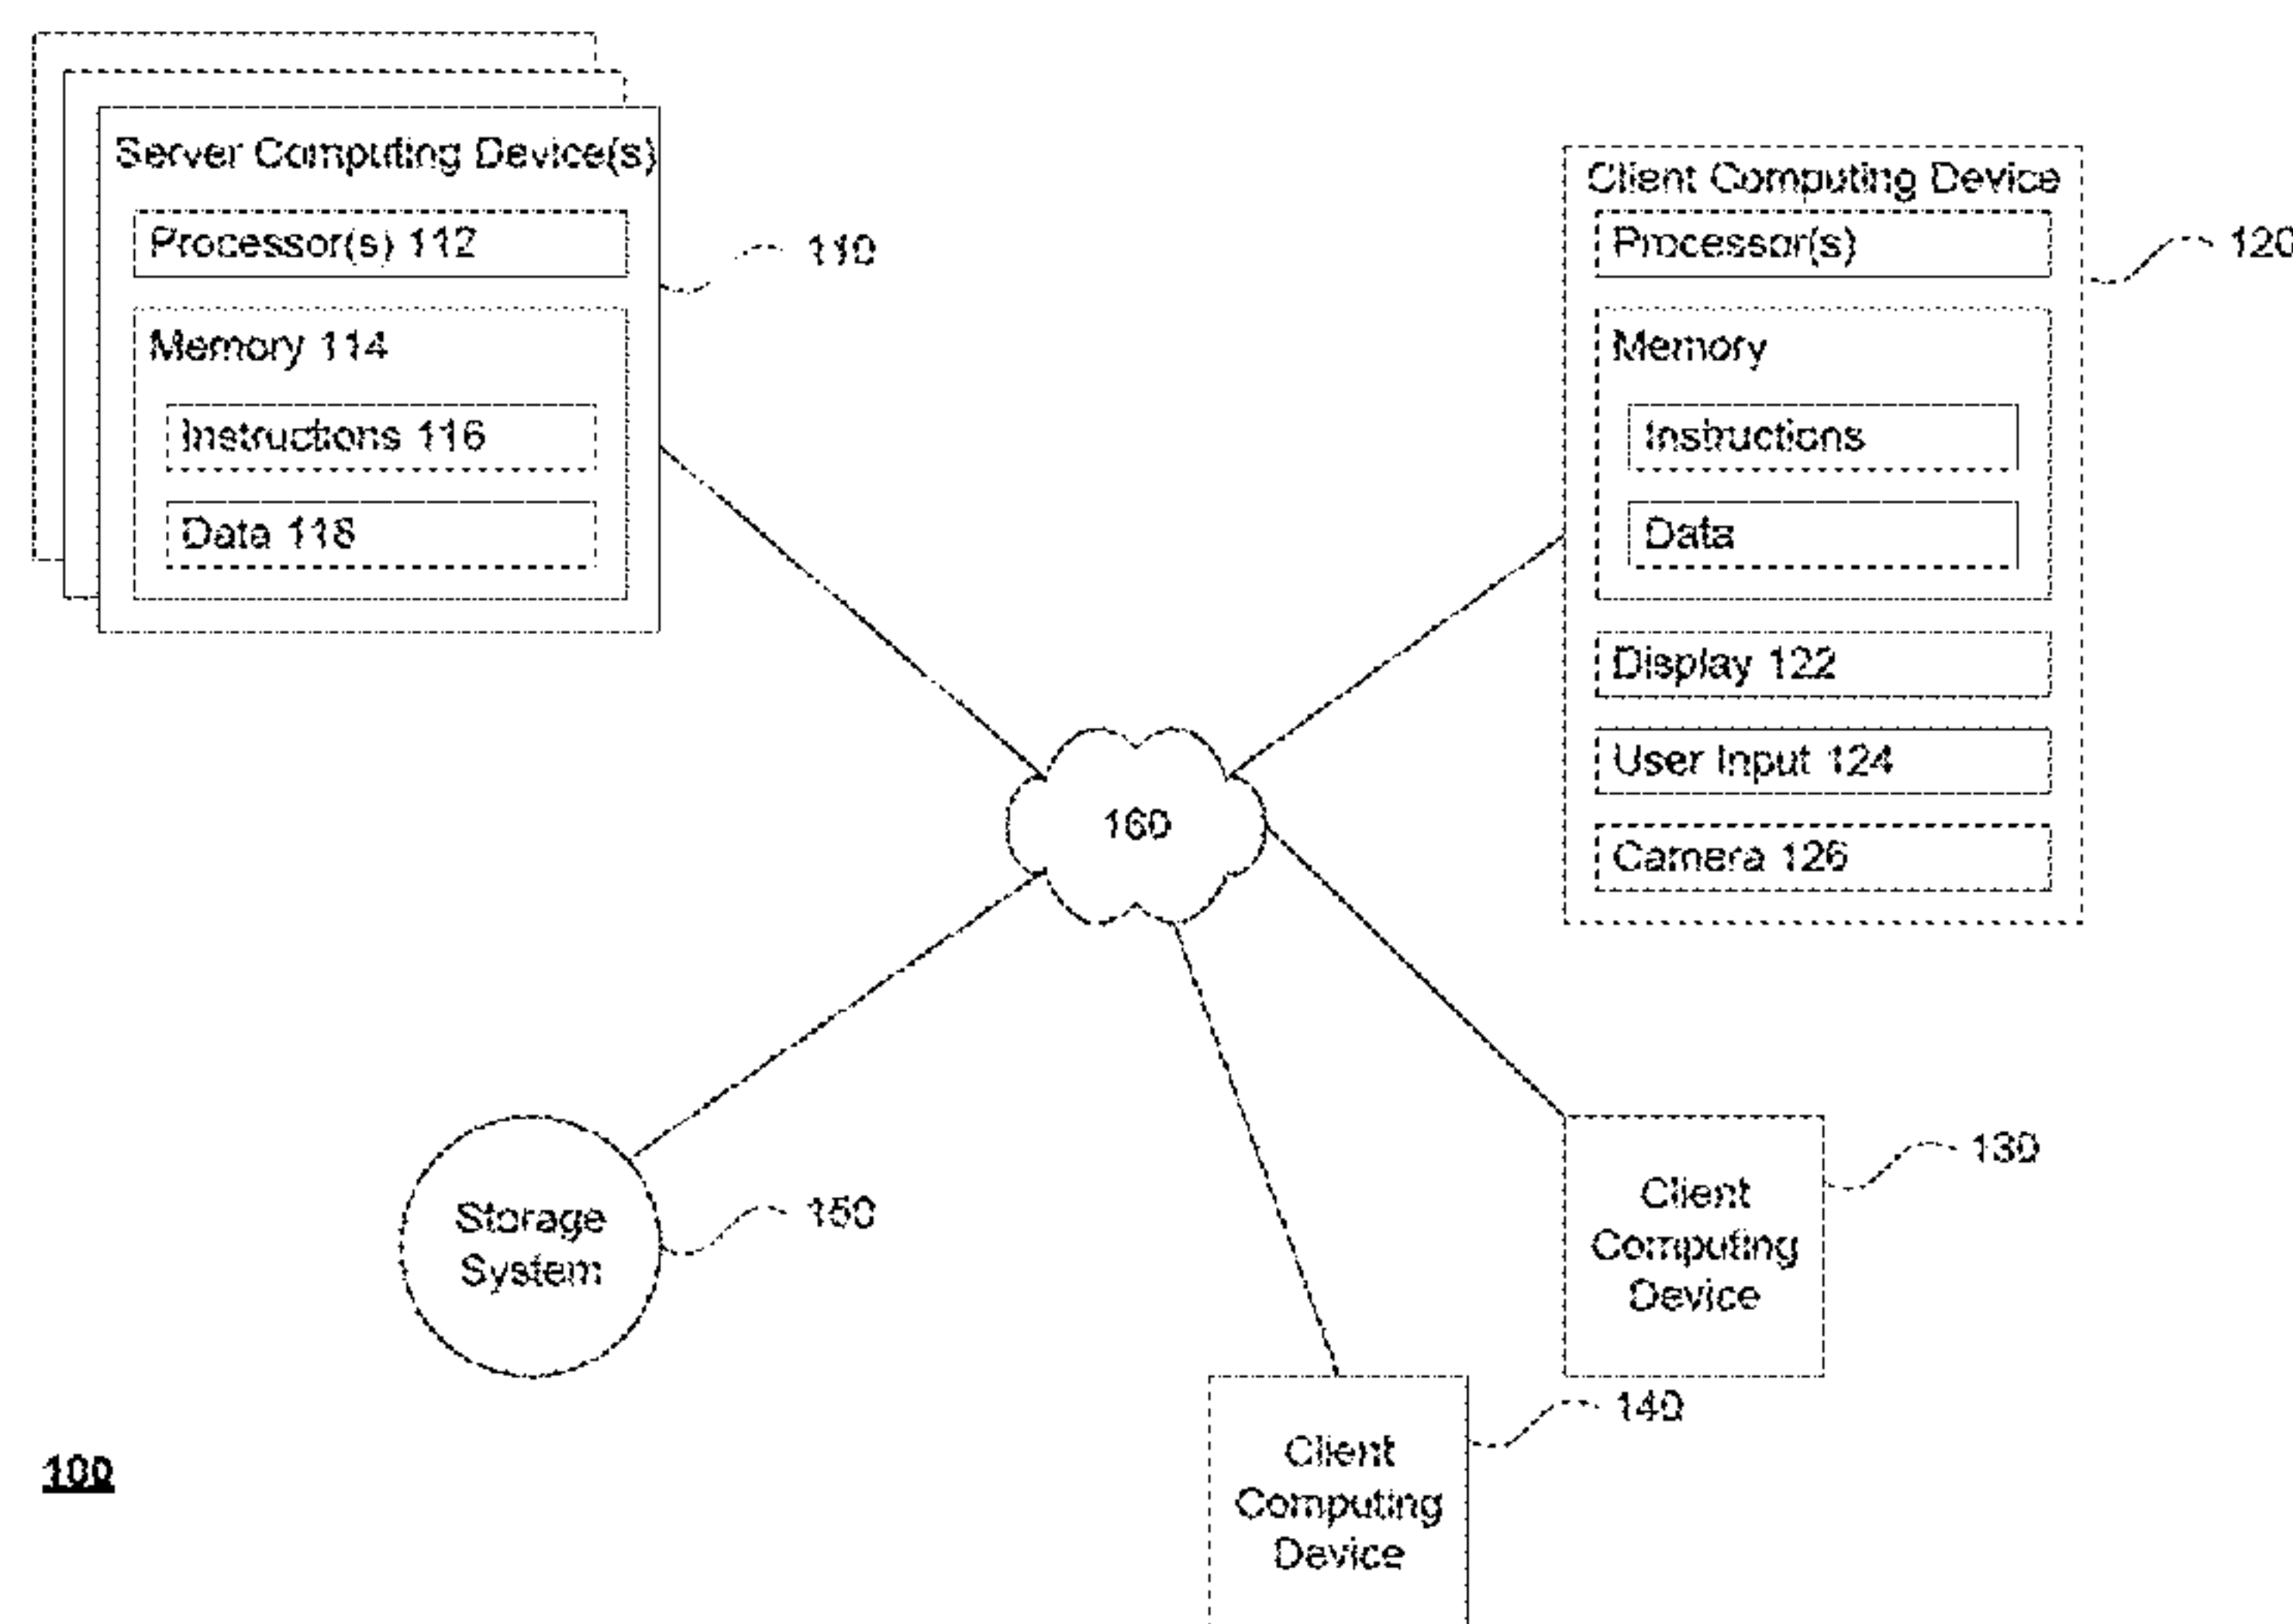 Server Computing Device(s)
Processor(s) 112
Memory 114
Instructions 116
Data 118
110
Client Computing Device
Processor(s)
Memory
Instructions
Data
Display 122
User Input 124
Camera 126
120
160
Storage
System
150
Client
Computing
Device
130
Client
Computing
Device
140
100